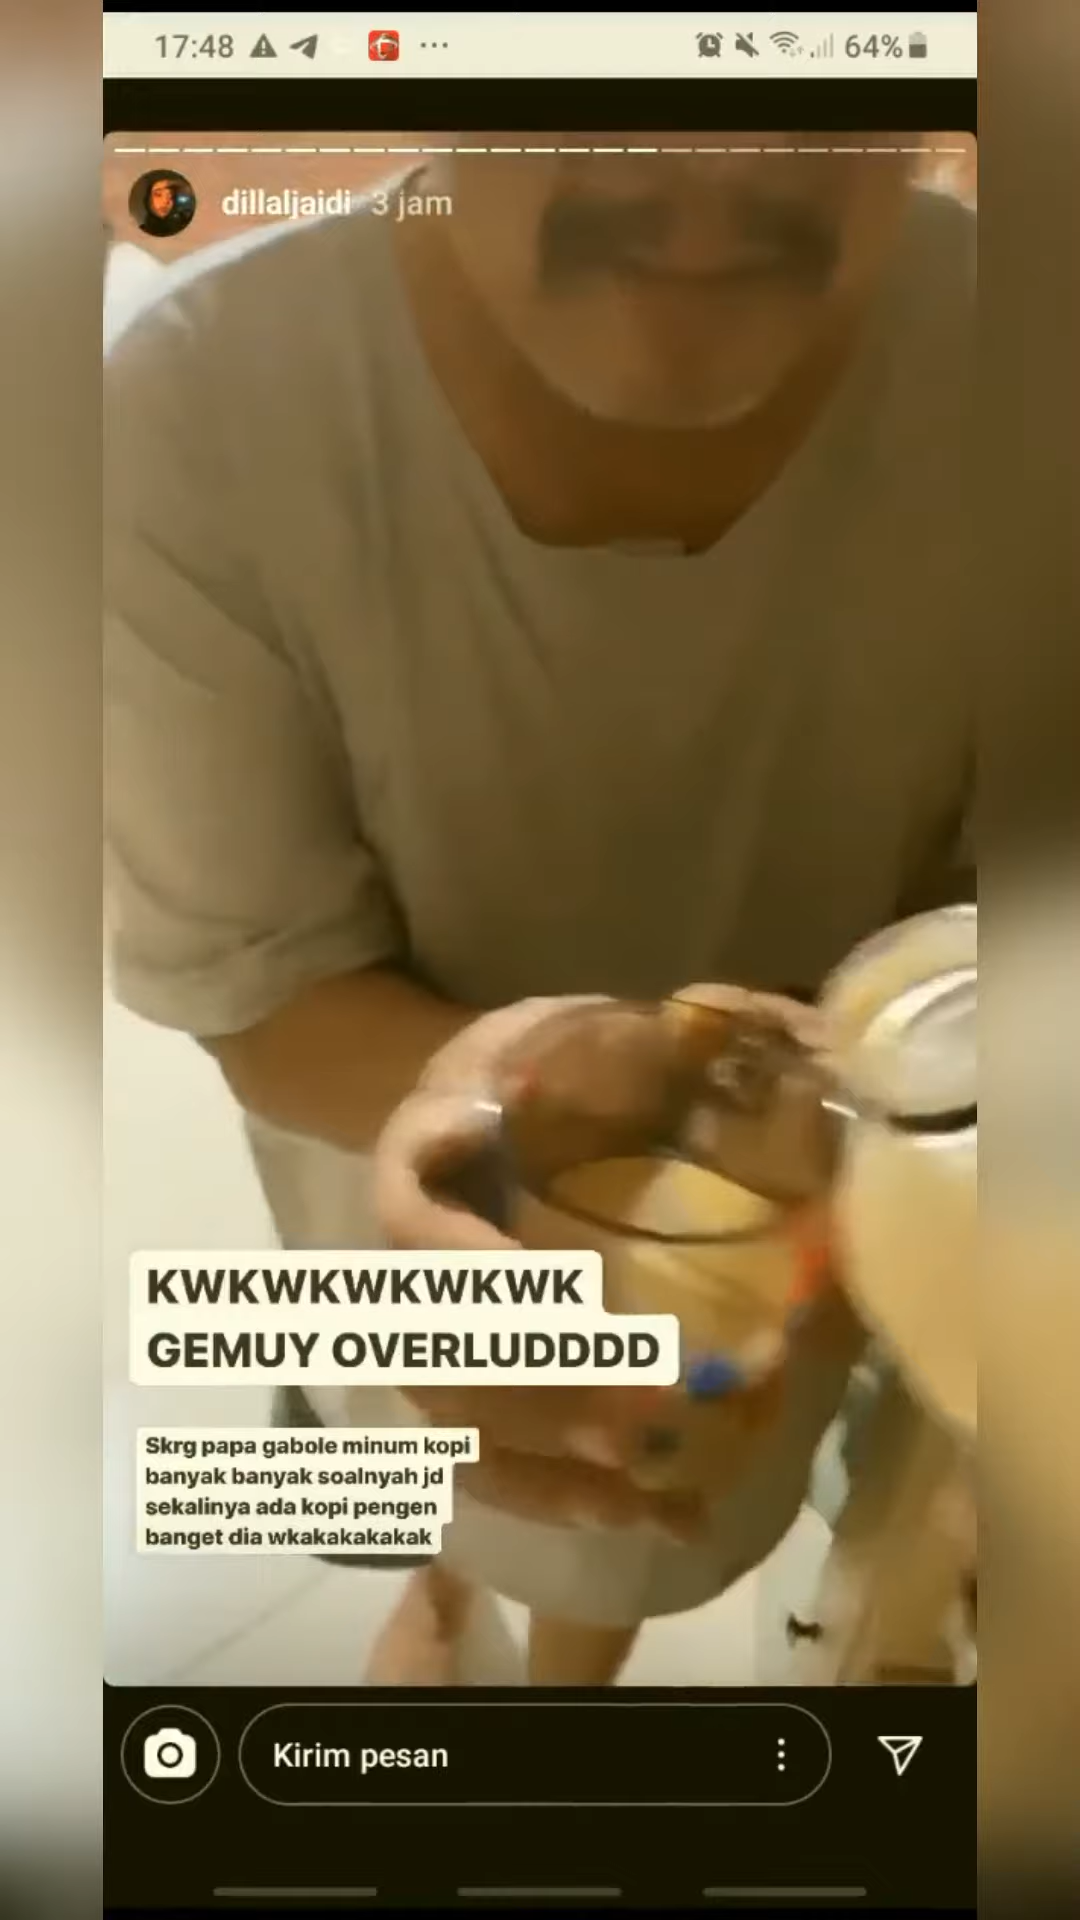 17:48
64%
dillaljaidi 3 jam
KWKWKWKWKWK
GEMUY OVERLUDDDD
Skrg papa gabole minum kopi
banyak banyak soalnyah jd
sekalinya ada kopi pengen
banget dia wkakakakakak
Kirim pesan